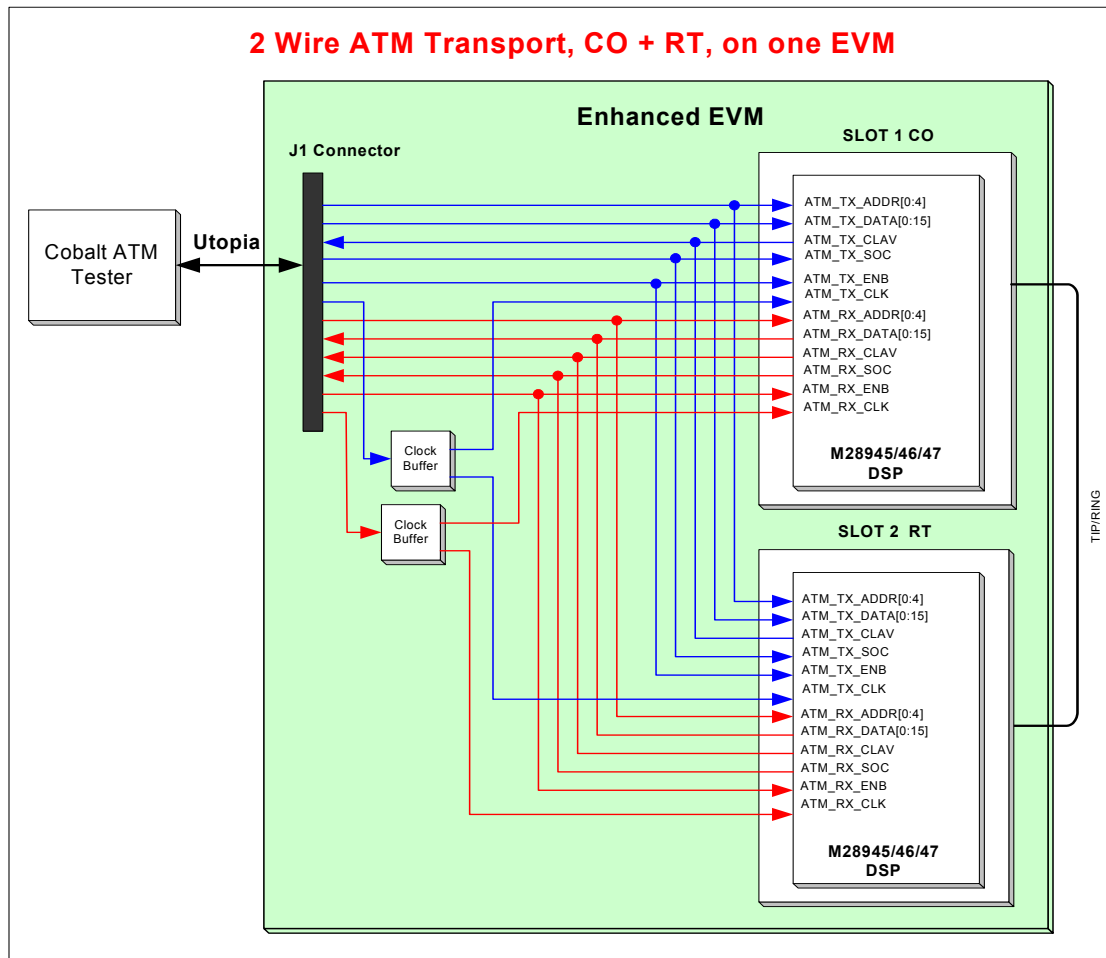 2 Wire ATM Transport, CO + RT, on one EVM
Enhanced EVM
J1 Connector
SLOT 1 CO
Cobalt ATM
Tester
Utopia
ATM_TX_ADDR[0:4]
ATM_TX_DATA[0:15]
ATM_TX_CLAV
ATM_TX_SOC
ATM_TX_ENB
ATM_TX_CLK
ATM_RX_ADDR[0:4]
ATM_RX_DATA[0:15]
ATM_RX_CLAV
ATM_RX_SOC
ATM_RX_ENB
ATM_RX_CLK
M28945/46/47
DSP
Clock
Buffer
Clock
Buffer
TIP/RING
SLOT 2 RT
ATM_TX_ADDR[0:4]
ATM_TX_DATA[0:15]
ATM_TX_CLAV
ATM_TX_SOC
ATM_TX_ENB
ATM_TX_CLK
ATM_RX_ADDR[0:4]
ATM_RX_DATA[0:15]
ATM_RX_CLAV
ATM_RX_SOC
ATM_RX_ENB
ATM_RX_CLK
M28945/46/47
DSP